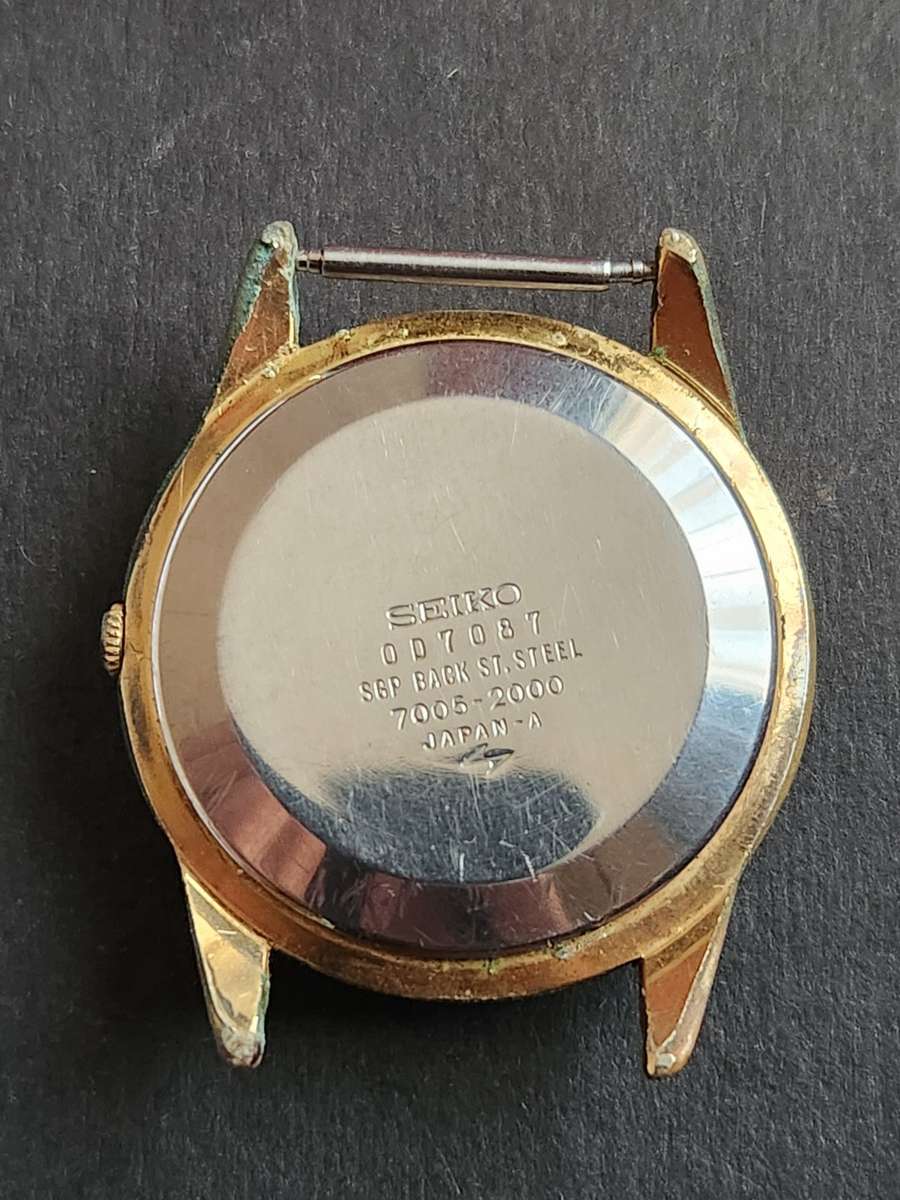 SEIKO
0D7087
SGP BACK ST. STEEL
7005-2000
JAPAN-A